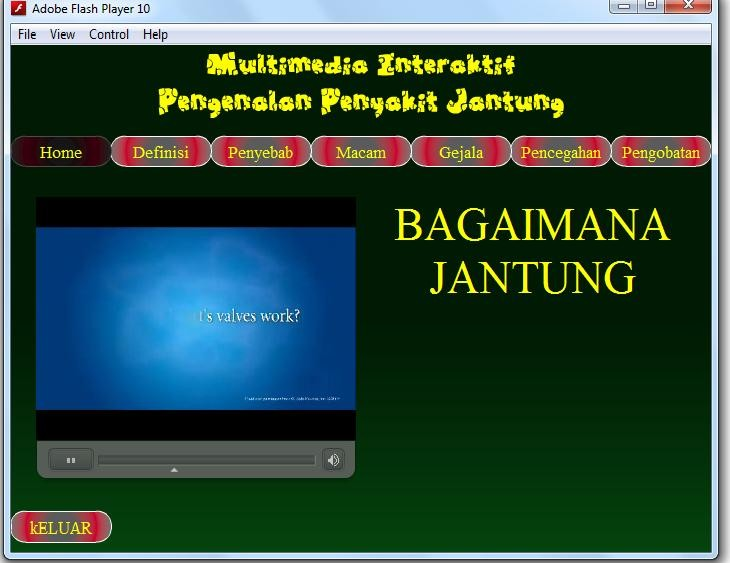 Adobe Flash Player 10
File View Control Help
Multimedia Interaktif
Pengenalan Penyakit Jantung
Home Definisi Penyebab Macam Gejala Pencegahan Pengobatan
BAGAIMANA
JANTUNG
t's valves work?
kELUAR